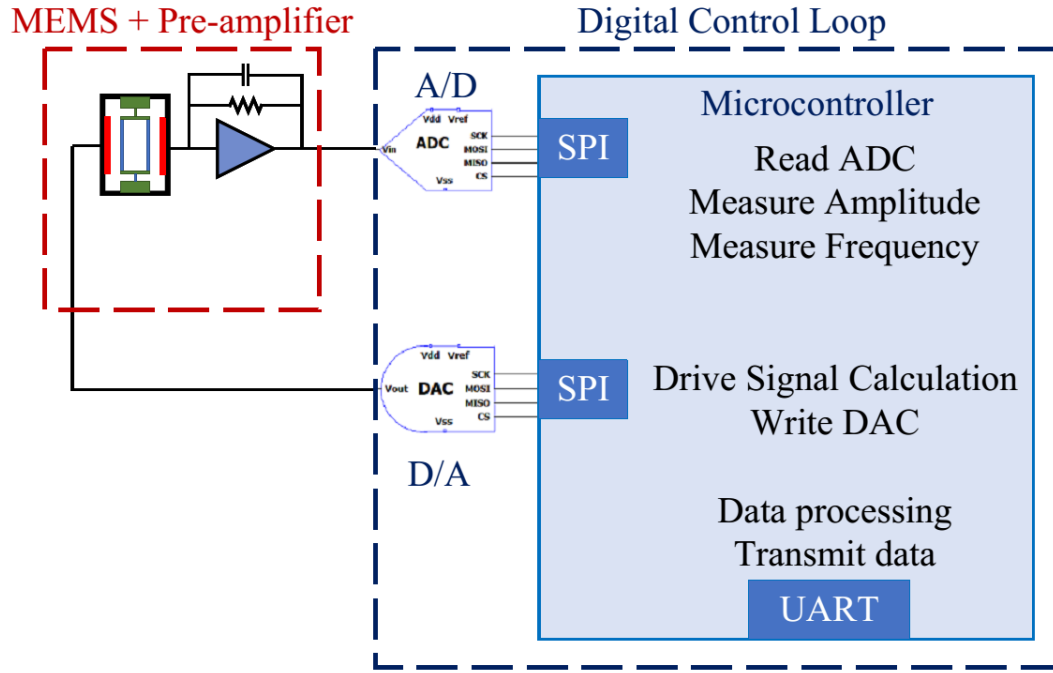 MEMS + Pre-amplifier
Digital Control Loop
A/D
Vdd Vref
Vin
ADC
SCK
MOSI
MISO
CS
Vss
SPI
Microcontroller
Read ADC
Measure Amplitude
Measure Frequency
Vdd Vref
Vout
DAC
SCK
MOSI
MISO
CS
Vss
D/A
SPI
Drive Signal Calculation
Write DAC
Data processing
Transmit data
UART